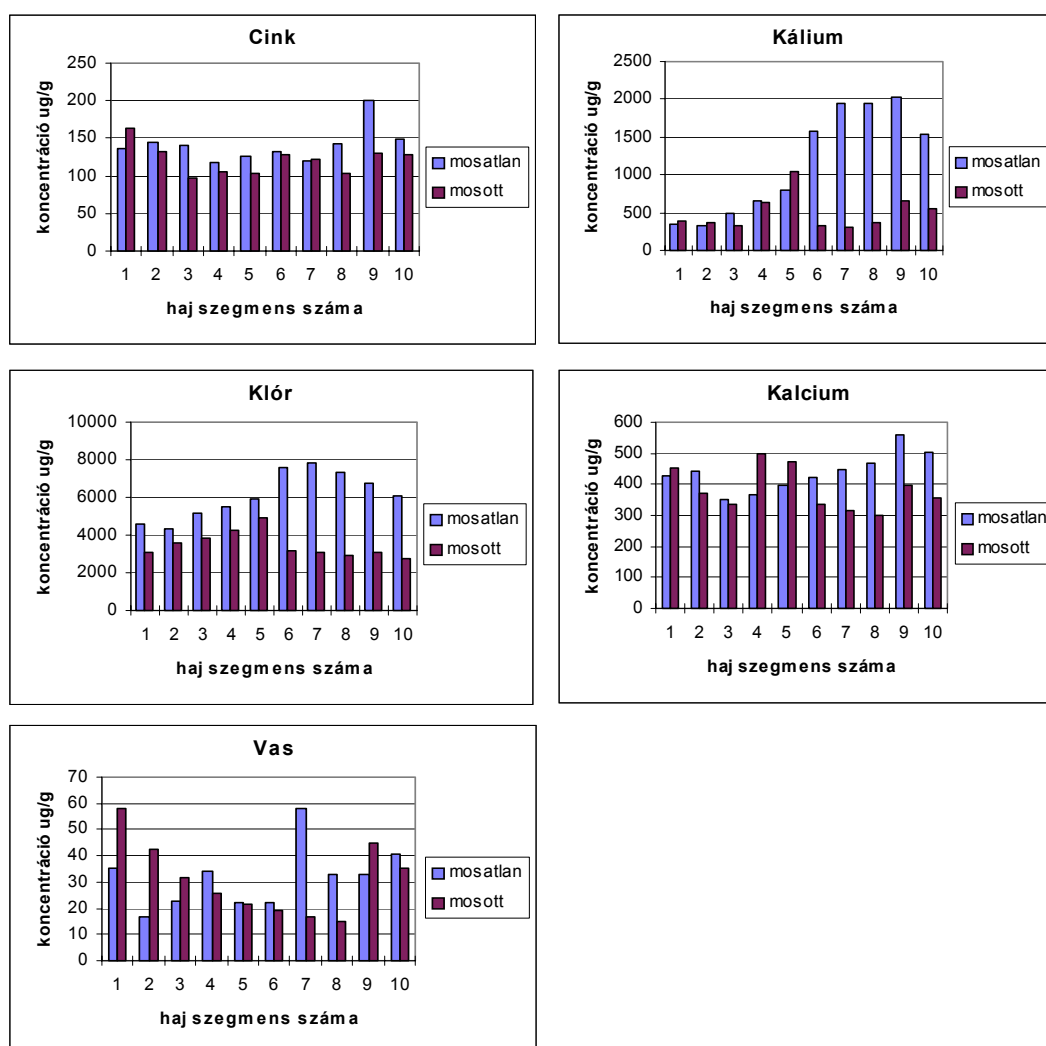 Cink
koncentráció ug/g
250
200
150
100
50
0
1 2 3 4 5 6 7 8 9 10
haj szegmens száma
mosatlan
mosott
Kálium
koncentráció ug/g
2500
2000
1500
1000
500
0
1 2 3 4 5 6 7 8 9 10
haj szegmens száma
mosatlan
mosott
Klór
koncentráció ug/g
10000
8000
6000
4000
2000
0
1 2 3 4 5 6 7 8 9 10
haj szegmens száma
mosatlan
mosott
Kalcium
koncentráció ug/g
600
500
400
300
200
100
0
1 2 3 4 5 6 7 8 9 10
haj szegmens száma
mosatlan
mosott
Vas
koncentráció ug/g
70
60
50
40
30
20
10
0
1 2 3 4 5 6 7 8 9 10
haj szegmens száma
mosatlan
mosott